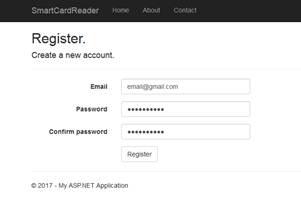 SmartCardReader Home About Contact
Register.
Create a new account.
Email email@gmail.com
Password ●●●●●●●●●●
Confirm password ●●●●●●●●●●
Register
© 2017 - My ASP.NET Application